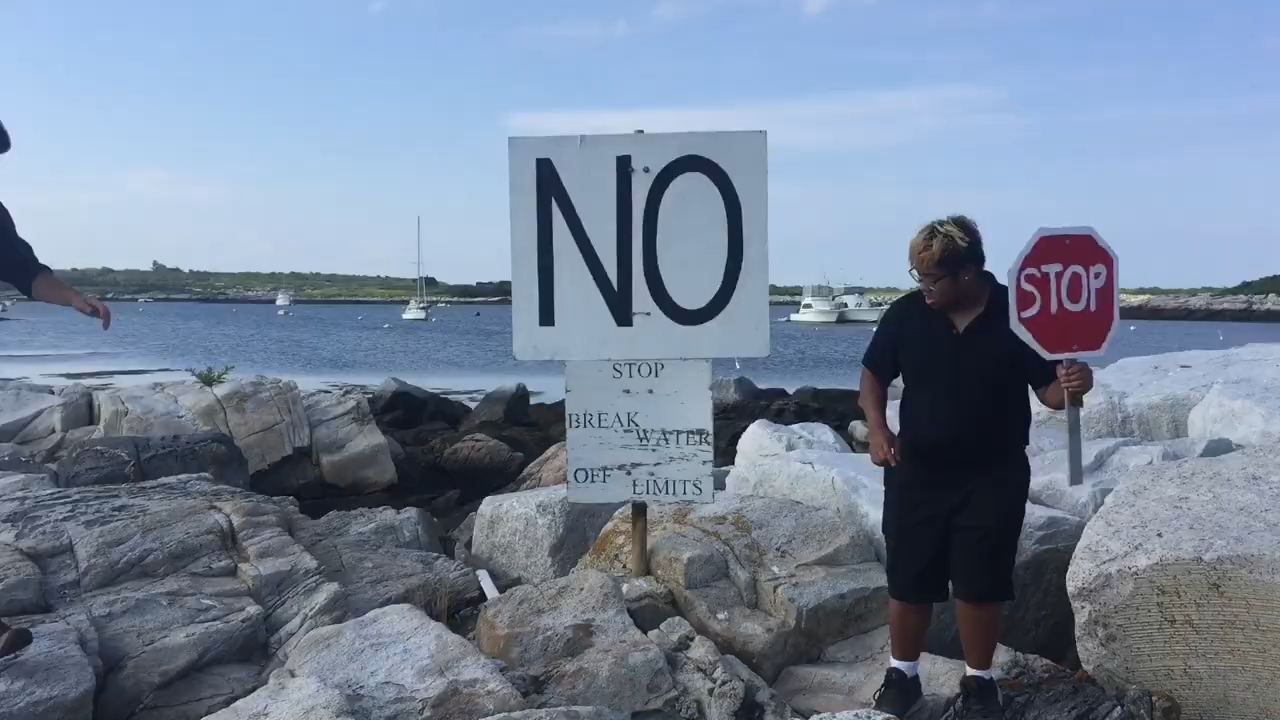 NO
STOP
BREAK
WATER
OFF LIMITS
STOP